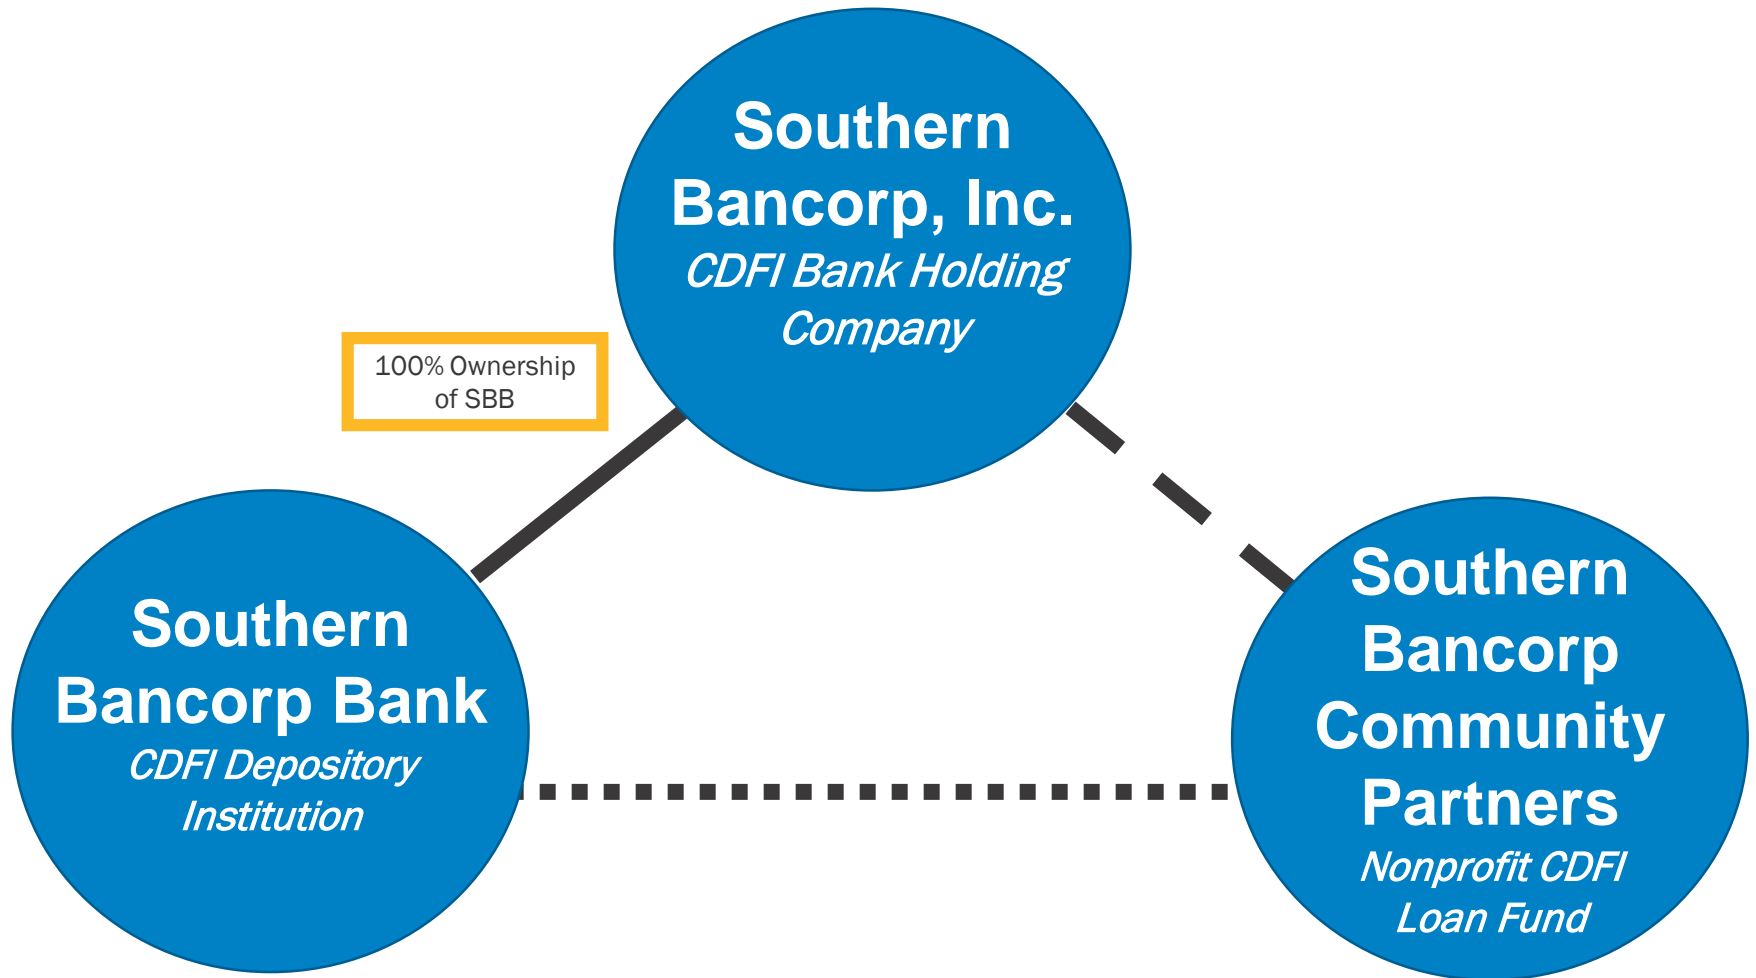 Southern
Bancorp, Inc.
CDFI Bank Holding
Company
100% Ownership
of SBB
Southern
Bancorp Bank
CDFI Depository
Institution
Southern
Bancorp
Community
Partners
Nonprofit CDFI
Loan Fund